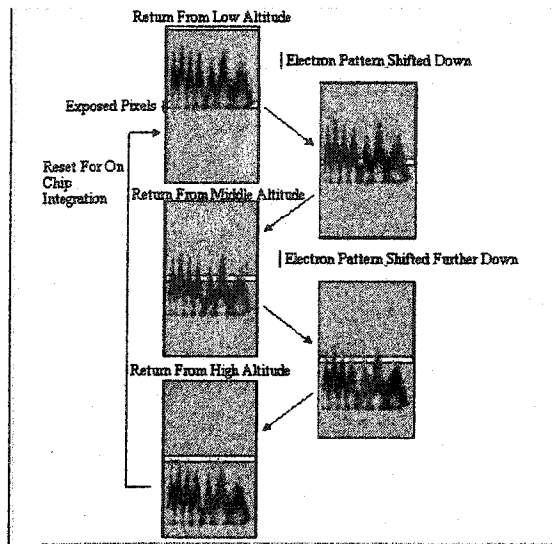 Return From Low Altitude
Electron Pattern Shifted Down
Exposed Pixels
Reset For On
Chip
Integration
Return From Middle Altitude
Electron Pattern Shifted Further Down
Return From High Altitude